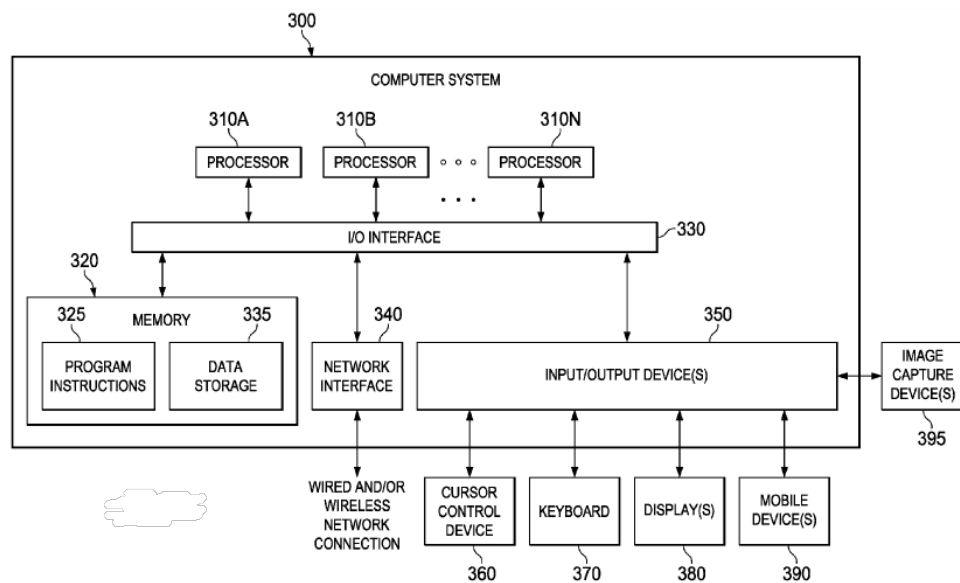 300
COMPUTER SYSTEM
310A 310B 310N
PROCESSOR PROCESSOR PROCESSOR
I/O INTERFACE 330
320
325 MEMORY 335 340 350
PROGRAM
INSTRUCTIONS
DATA
STORAGE
NETWORK
INTERFACE
INPUT/OUTPUT DEVICE(S)
IMAGE
CAPTURE
DEVICE(S)
395
WIRED AND/OR
WIRELESS
NETWORK
CONNECTION
CURSOR
CONTROL
DEVICE
KEYBOARD
DISPLAY(S)
MOBILE
DEVICE(S)
360 370 380 390